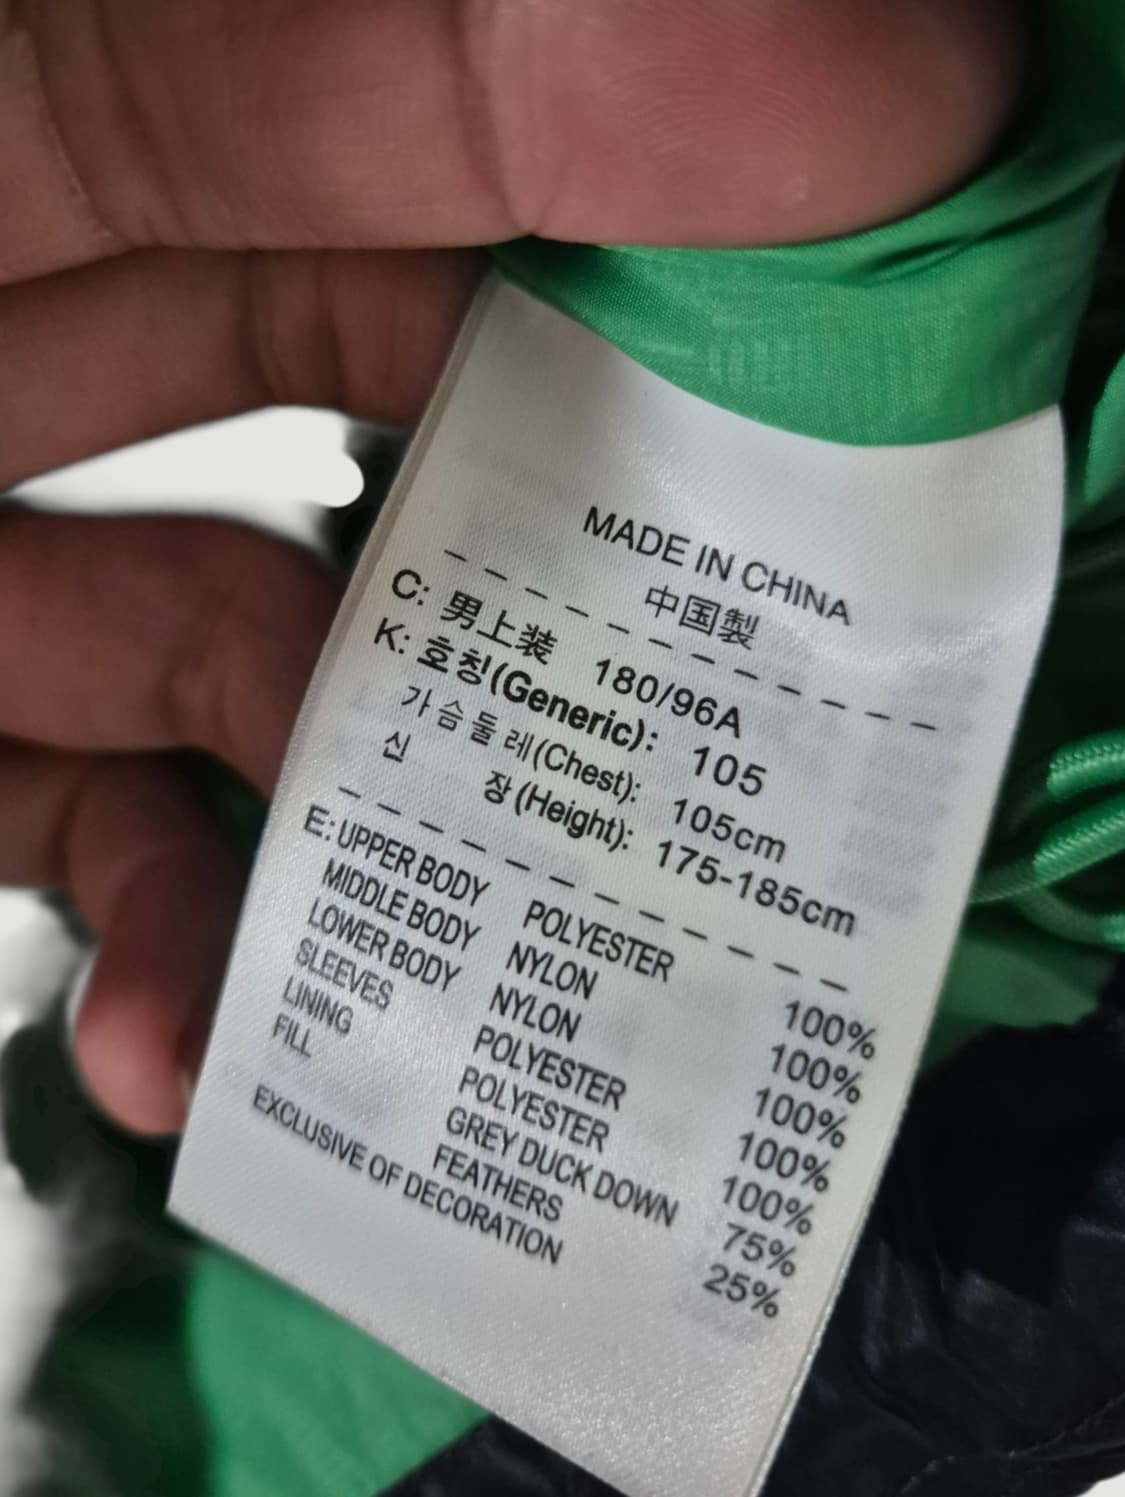 MADE IN CHINA
中国製
C: 男上装 180/96A
K: 호칭(Generic): 105
가슴둘레(Chest): 105cm
신 장(Height): 175-185cm
E: UPPER BODY POLYESTER 100%
MIDDLE BODY NYLON 100%
LOWER BODY NYLON 100%
SLEEVES POLYESTER 100%
LINING POLYESTER 100%
FILL GREY DUCK DOWN 75%
FEATHERS 25%
EXCLUSIVE OF DECORATION